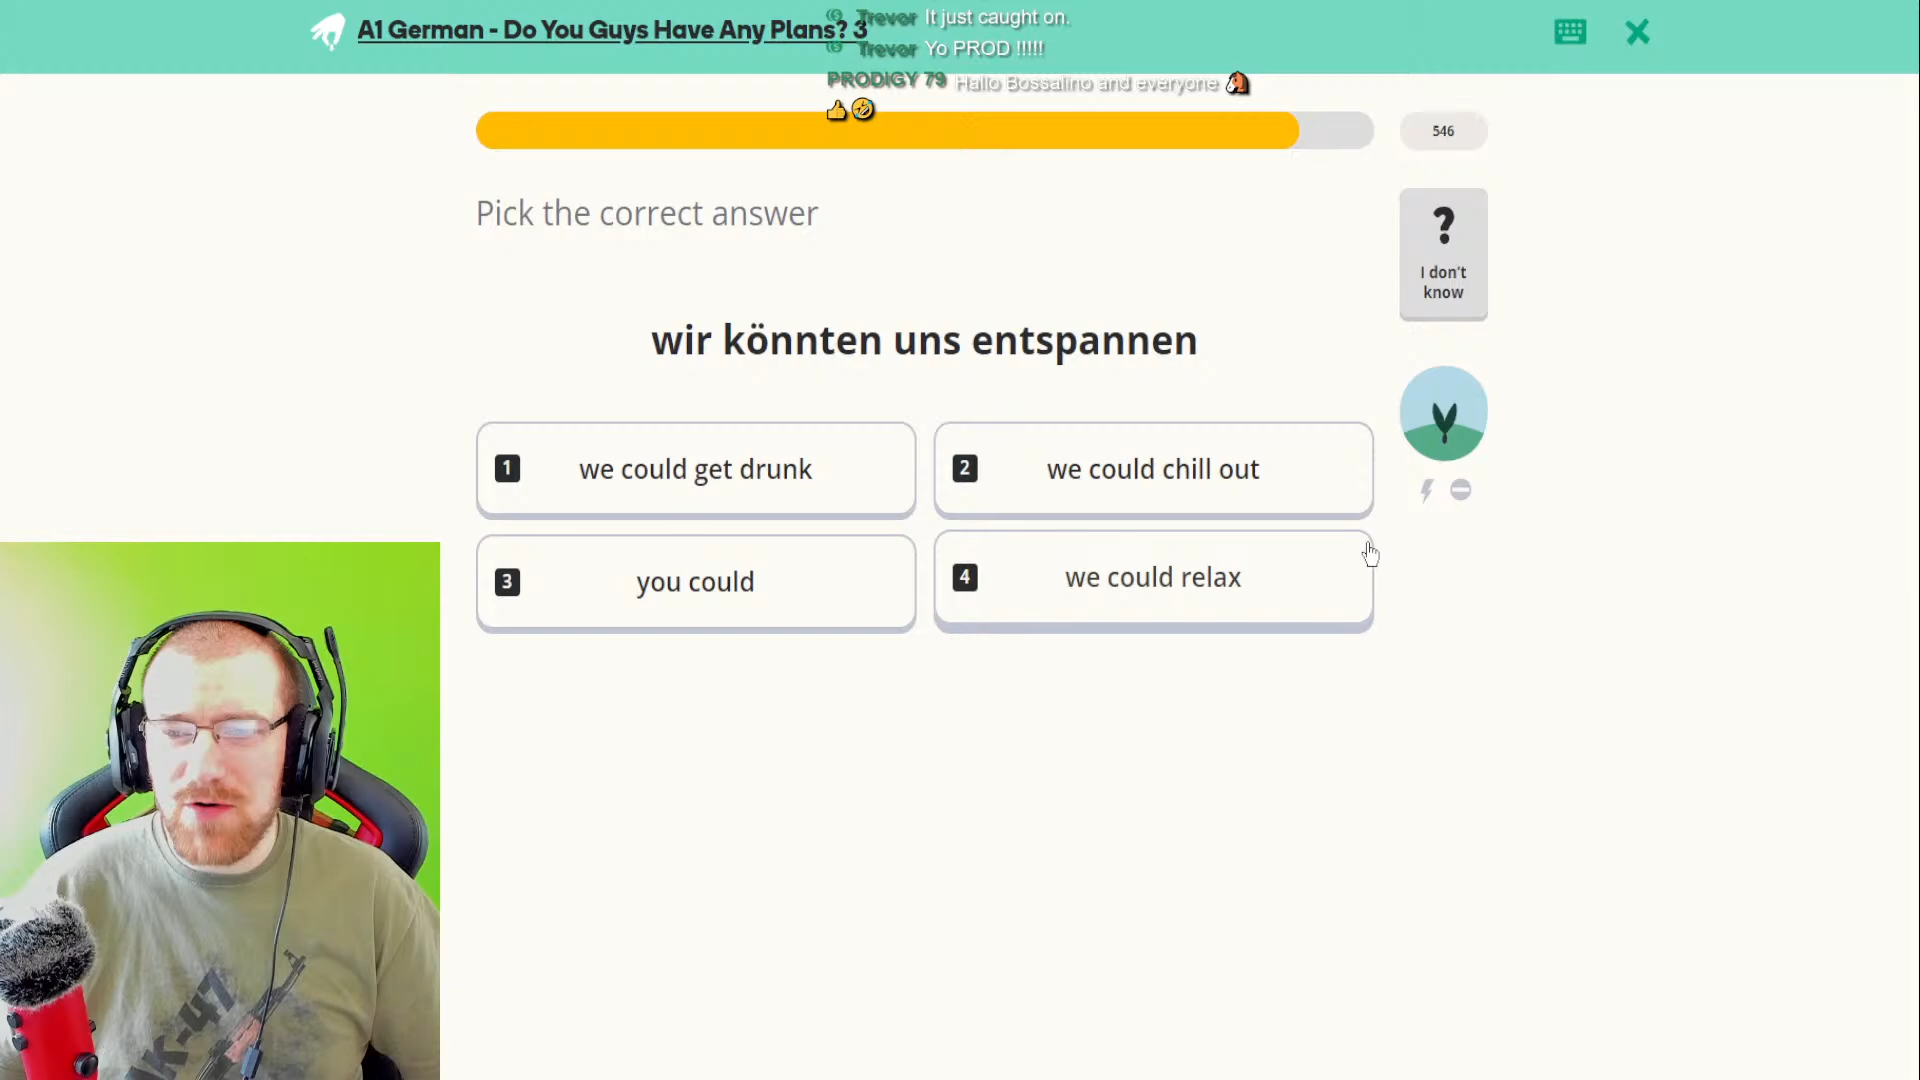 A1 German - Do You Guys Have Any Plans? 3
Trevor It just caught on.
Trevor Yo PROD !!!!!
PRODIGY 79 Hallo Bossalino and everyone
546
Pick the correct answer
?
I don't
know
wir könnten uns entspannen
1 we could get drunk
2 we could chill out
3 you could
4 we could relax
AK-47